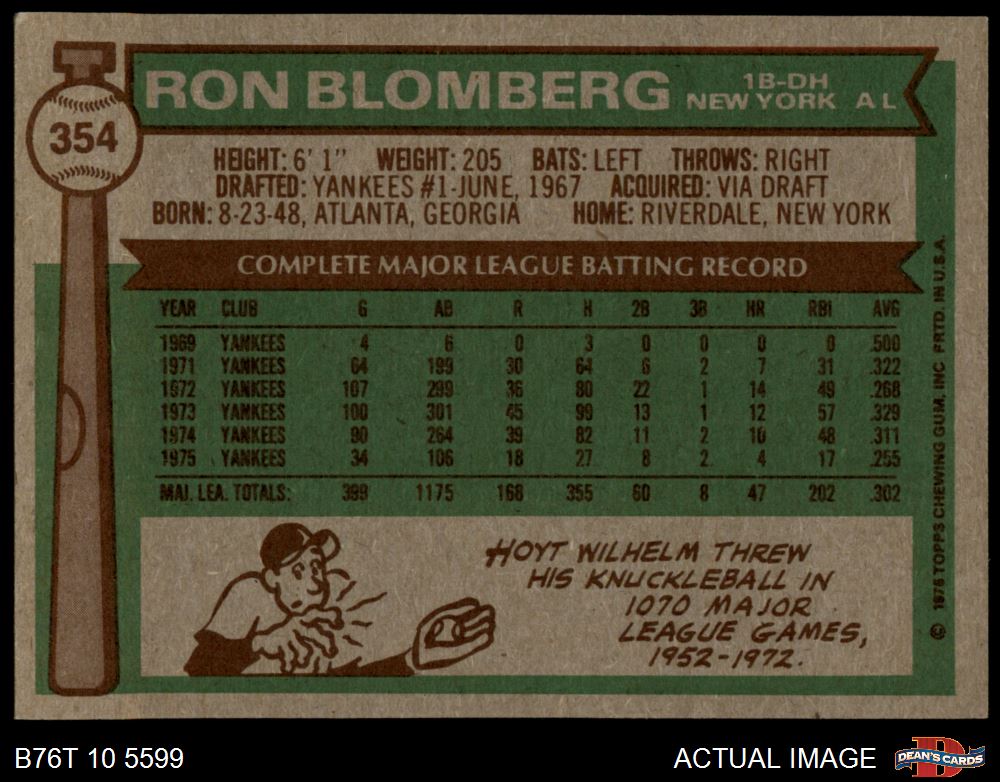 RON BLOMBERG
1B-DH
NEW YORK A L
354
HEIGHT: 6' 1" WEIGHT: 205 BATS: LEFT THROWS: RIGHT
DRAFTED: YANKEES #1-JUNE, 1967 ACQUIRED: VIA DRAFT
BORN: 8-23-48, ATLANTA, GEORGIA HOME: RIVERDALE, NEW YORK
COMPLETE MAJOR LEAGUE BATTING RECORD
YEAR CLUB G AB R H 2B 3B HR RBI AVG
1969 YANKEES 4 6 0 3 0 0 0 0 .500
1971 YANKEES 64 199 30 64 6 2 7 31 .322
1972 YANKEES 107 299 36 80 22 1 14 49 .268
1973 YANKEES 100 301 45 99 13 1 12 57 .329
1974 YANKEES 90 264 39 82 11 2 10 48 .311
1975 YANKEES 34 106 18 27 8 2 4 17 .255
MAJ. LEA. TOTALS: 399 1175 168 355 60 8 47 202 .302
HOYT WILHELM THREW
HIS KNUCKLEBALL IN
1070 MAJOR
LEAGUE GAMES,
1952-1972.
© 1976 TOPPS CHEWING GUM, INC PRTD. IN U.S.A.
B76T 10 5599
ACTUAL IMAGE
D
DEAN'S CARDS